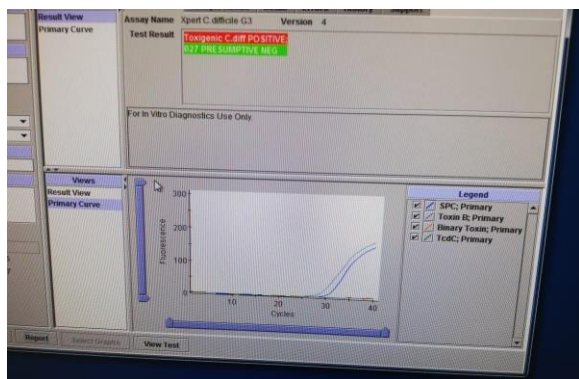 Result View
Primary Curve
Assay Name Xpert C.difficile G3 Version 4
Test Result
Toxigenic C.diff POSITIVE;
027 PRESUMPTIVE NEG
For In Vitro Diagnostics Use Only.
Views
Result View
Primary Curve
300
200
100
0
Fluorescence
10 20 30 40
Cycles
Legend
SPC; Primary
Toxin B; Primary
Binary Toxin; Primary
TcdC; Primary
Report
Select Graphs
View Test